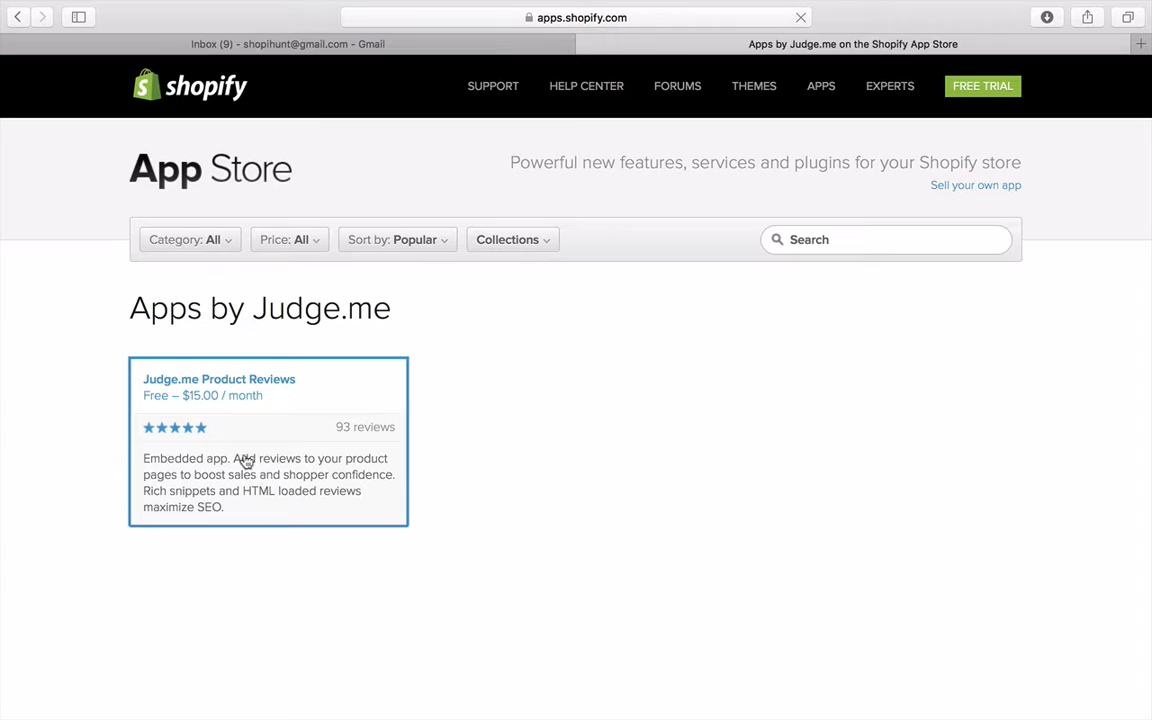 apps.shopify.com
Inbox (9) - shopihunt@gmail.com - Gmail
Apps by Judge.me on the Shopify App Store
shopify
SUPPORT
HELP CENTER
FORUMS
THEMES
APPS
EXPERTS
FREE TRIAL
App Store
Powerful new features, services and plugins for your Shopify store
Sell your own app
Category: All
Price: All
Sort by: Popular
Collections
Search
Apps by Judge.me
Judge.me Product Reviews
Free – $15.00 / month
93 reviews
Embedded app. Add reviews to your product
pages to boost sales and shopper confidence.
Rich snippets and HTML loaded reviews
maximize SEO.